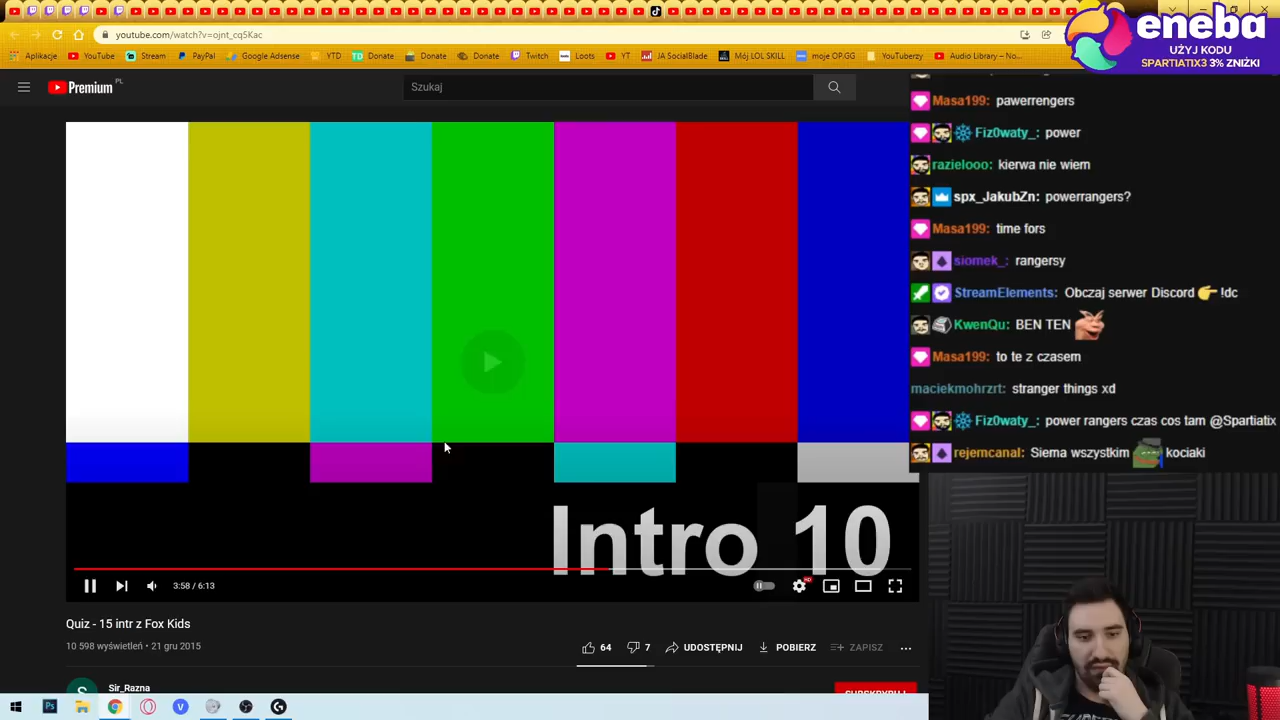 youtube.com/watch?v=ojnt_cq5Kac
Aplikacje
YouTube
Stream
PayPal
Google Adsense
YTD
Donate
Donate
Donate
Twitch
Loots
YT
JA SocialBlade
Mój LOL SKILL
moje OP.GG
YouTuberzy
Audio Library – No...
eneba
UŻYJ KODU
SPARTIATIX3 3% ZNIŻKI
Premium PL
Szukaj
Masa199: pawerrengers
Fiz0waty_: power
razielooo: kierwa nie wiem
spx_JakubZn: powerrangers?
Masa199: time fors
siomek_: rangersy
StreamElements: Obczaj serwer Discord 👉 !dc
KwenQu: BEN TEN
Masa199: to te z czasem
maciekmohrzrt: stranger things xd
Fiz0waty_: power rangers czas cos tam @Spartiatix
rejemcanal: Siema wszystkim kociaki
Intro 10
3:58 / 6:13
HD
Quiz - 15 intr z Fox Kids
10 598 wyświetleń • 21 gru 2015
64
7
UDOSTĘPNIJ
POBIERZ
ZAPISZ
S
Sir_Razna
SUBSKRYBUJ